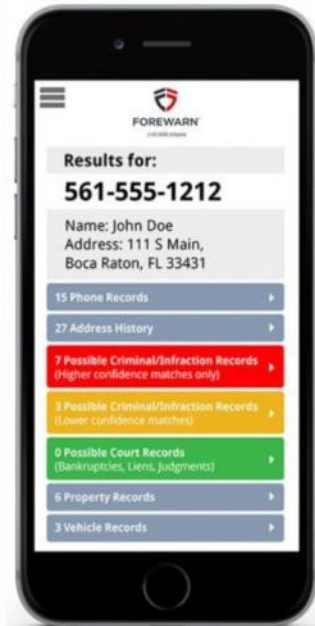 FOREWARN
Results for:
561-555-1212
Name: John Doe
Address: 111 S Main,
Boca Raton, FL 33431
15 Phone Records
27 Address History
7 Possible Criminal/Infraction Records
(Higher confidence matches only)
3 Possible Criminal/Infraction Records
(Lower confidence matches)
0 Possible Court Records
(Bankruptcies, Liens, Judgments)
6 Property Records
3 Vehicle Records